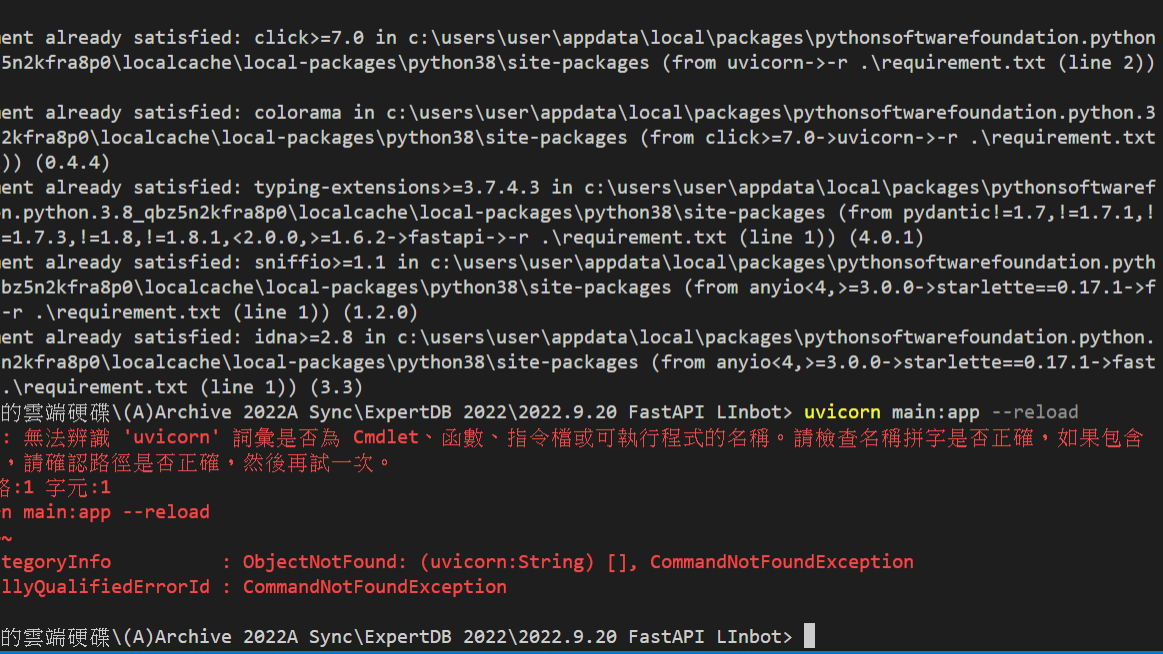 ent already satisfied: click>=7.0 in c:\users\user\appdata\local\packages\pythonsoftwarefoundation.python
5n2kfra8p0\localcache\local-packages\python38\site-packages (from uvicorn->-r .\requirement.txt (line 2))
ent already satisfied: colorama in c:\users\user\appdata\local\packages\pythonsoftwarefoundation.python.3
2kfra8p0\localcache\local-packages\python38\site-packages (from click>=7.0->uvicorn->-r .\requirement.txt
)) (0.4.4)
ent already satisfied: typing-extensions>=3.7.4.3 in c:\users\user\appdata\local\packages\pythonsoftwaref
n.python.3.8_qbz5n2kfra8p0\localcache\local-packages\python38\site-packages (from pydantic!=1.7,!=1.7.1,!
=1.7.3,!=1.8,!=1.8.1,<2.0.0,>=1.6.2->fastapi->-r .\requirement.txt (line 1)) (4.0.1)
ent already satisfied: sniffio>=1.1 in c:\users\user\appdata\local\packages\pythonsoftwarefoundation.pyth
bz5n2kfra8p0\localcache\local-packages\python38\site-packages (from anyio<4,>=3.0.0->starlette==0.17.1->f
-r .\requirement.txt (line 1)) (1.2.0)
ent already satisfied: idna>=2.8 in c:\users\user\appdata\local\packages\pythonsoftwarefoundation.python.
n2kfra8p0\localcache\local-packages\python38\site-packages (from anyio<4,>=3.0.0->starlette==0.17.1->fast
.\requirement.txt (line 1)) (3.3)
的雲端硬碟\(A)Archive 2022A Sync\ExpertDB 2022\2022.9.20 FastAPI LInbot> uvicorn main:app --reload
: 無法辨識 'uvicorn' 詞彙是否為 Cmdlet、函數、指令檔或可執行程式的名稱。請檢查名稱拼字是否正確，如果包含
，請確認路徑是否正確，然後再試一次。
路:1 字元:1
n main:app --reload
~
tegoryInfo          : ObjectNotFound: (uvicorn:String) [], CommandNotFoundException
llyQualifiedErrorId : CommandNotFoundException
的雲端硬碟\(A)Archive 2022A Sync\ExpertDB 2022\2022.9.20 FastAPI LInbot>